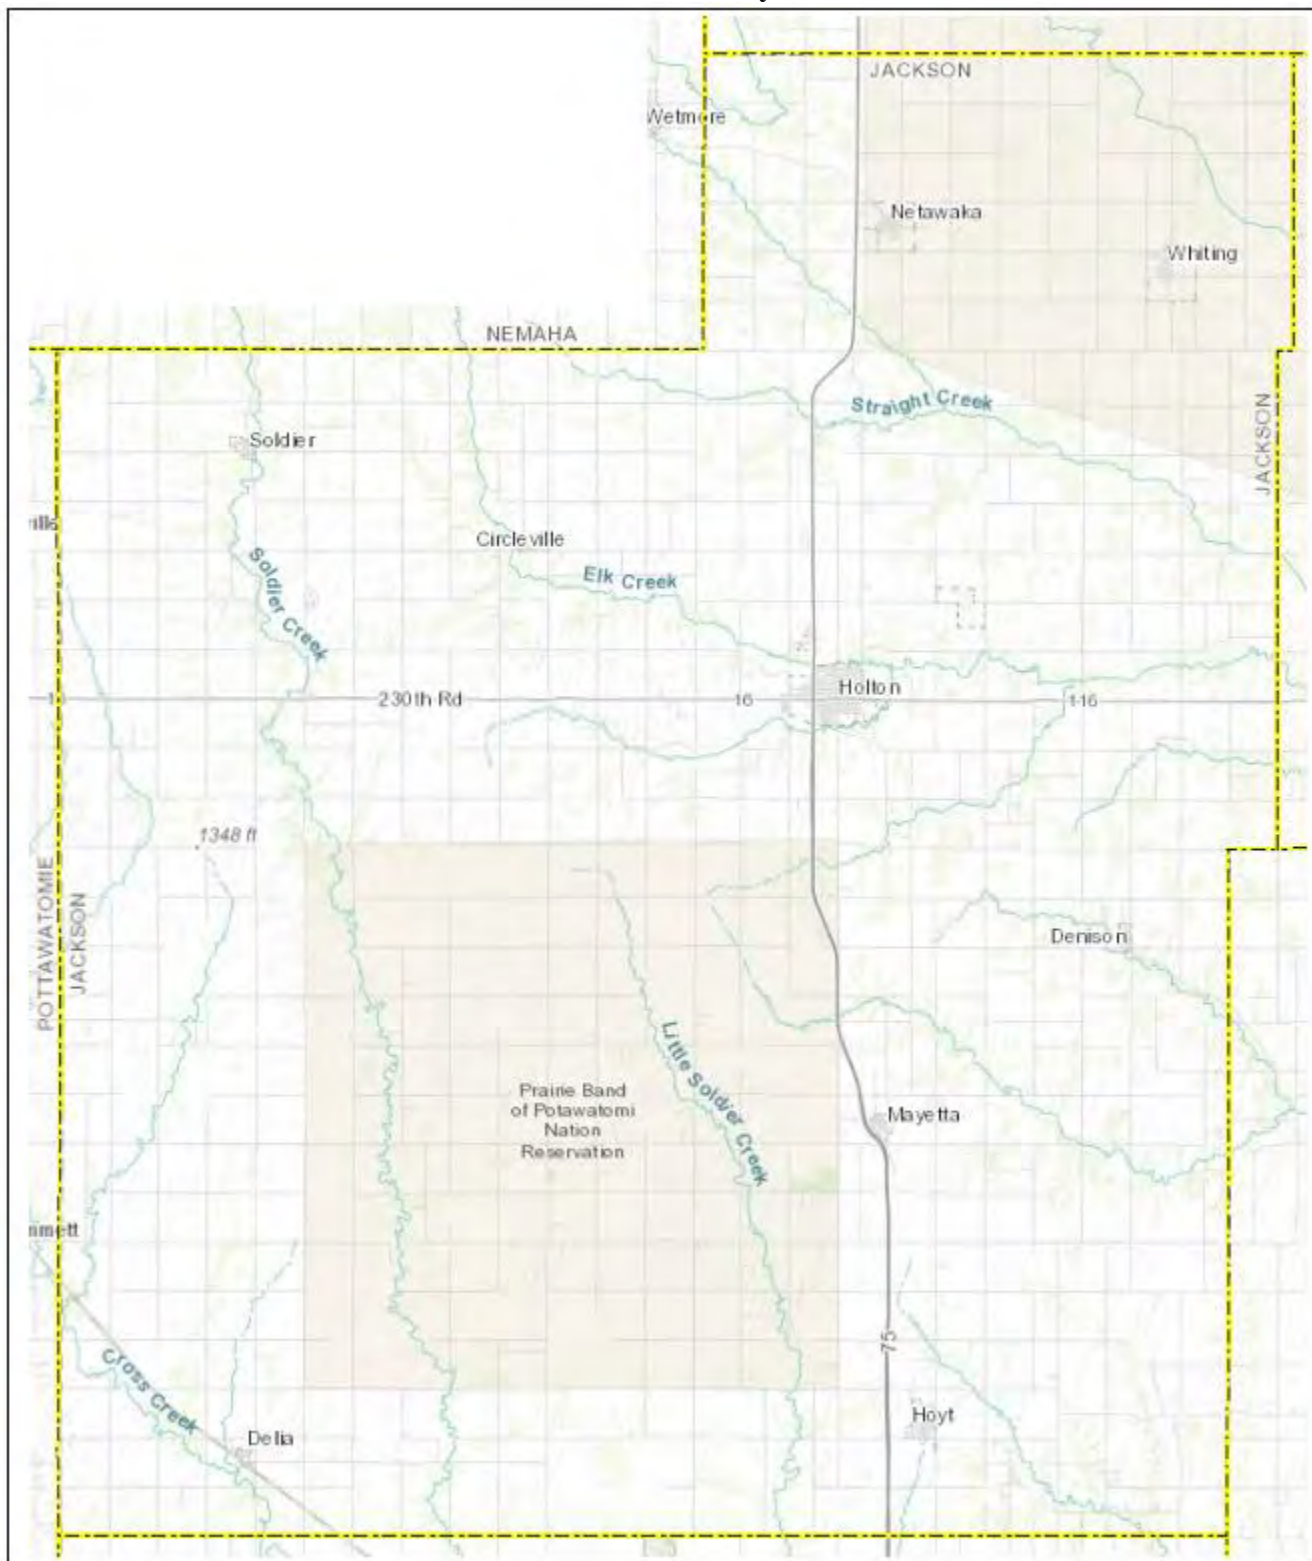 JACKSON
Wetmore
Netawaka
Whiting
NEMAHA
Straight Creek
JACKSON
Soldier
Circleville
Elk Creek
Soldier Creek
Holton
230th Rd
16
116
1348 ft
POTTAWATOMIE
JACKSON
Denison
Little Soldier Creek
Prairie Band
of Potawatomi
Nation
Reservation
Mayetta
75
Cross Creek
Hoyt
Delia